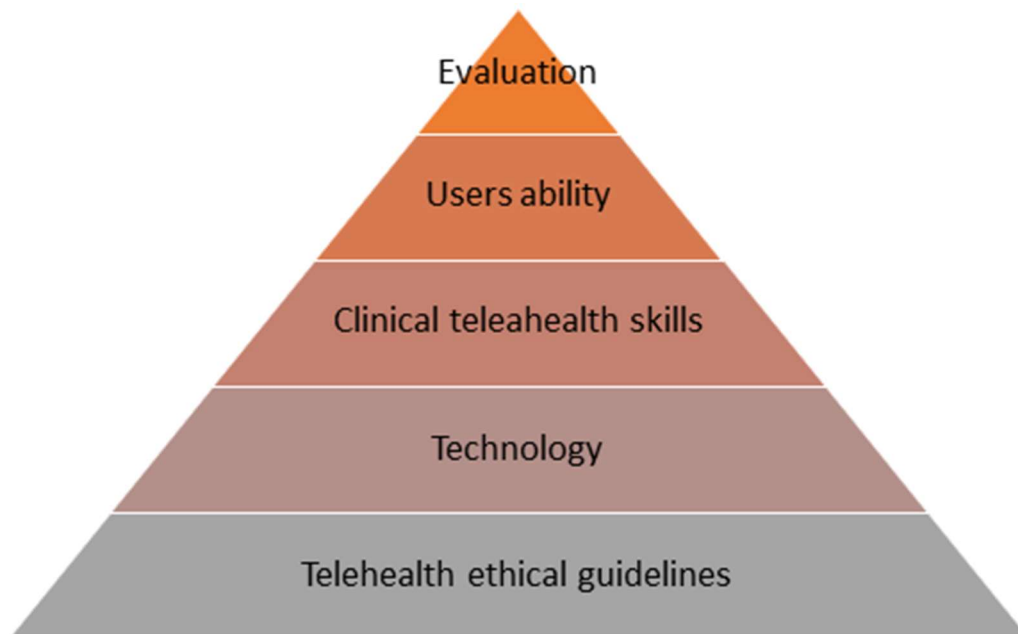 Evaluation
Users ability
Clinical teleahealth skills
Technology
Telehealth ethical guidelines